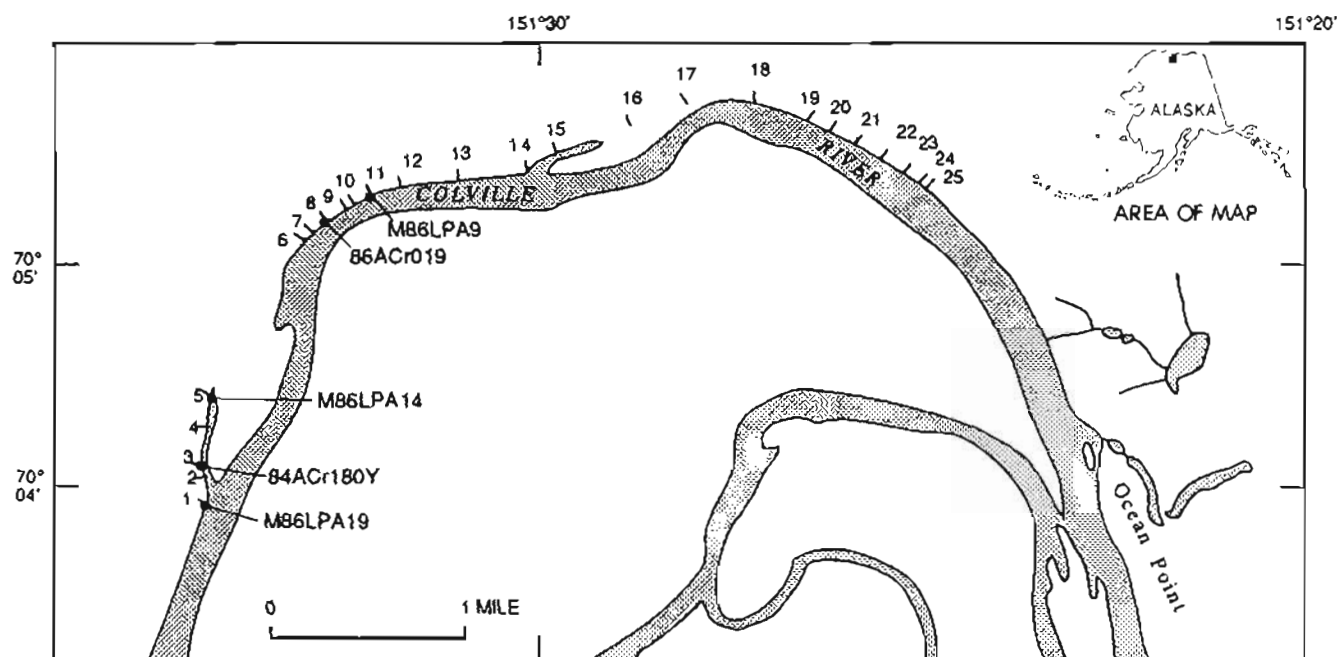 151°30'
151°20'
17
18
16
19
20
21
22
23
24
25
15
14
13
12
11
10
9
8
7
6
COLVILLE
RIVER
ALASKA
AREA OF MAP
M86LPA9
86ACr019
70°
05'
5
M86LPA14
4
3
84ACr180Y
2
70°
04'
1
M86LPA19
Ocean Point
0
1 MILE